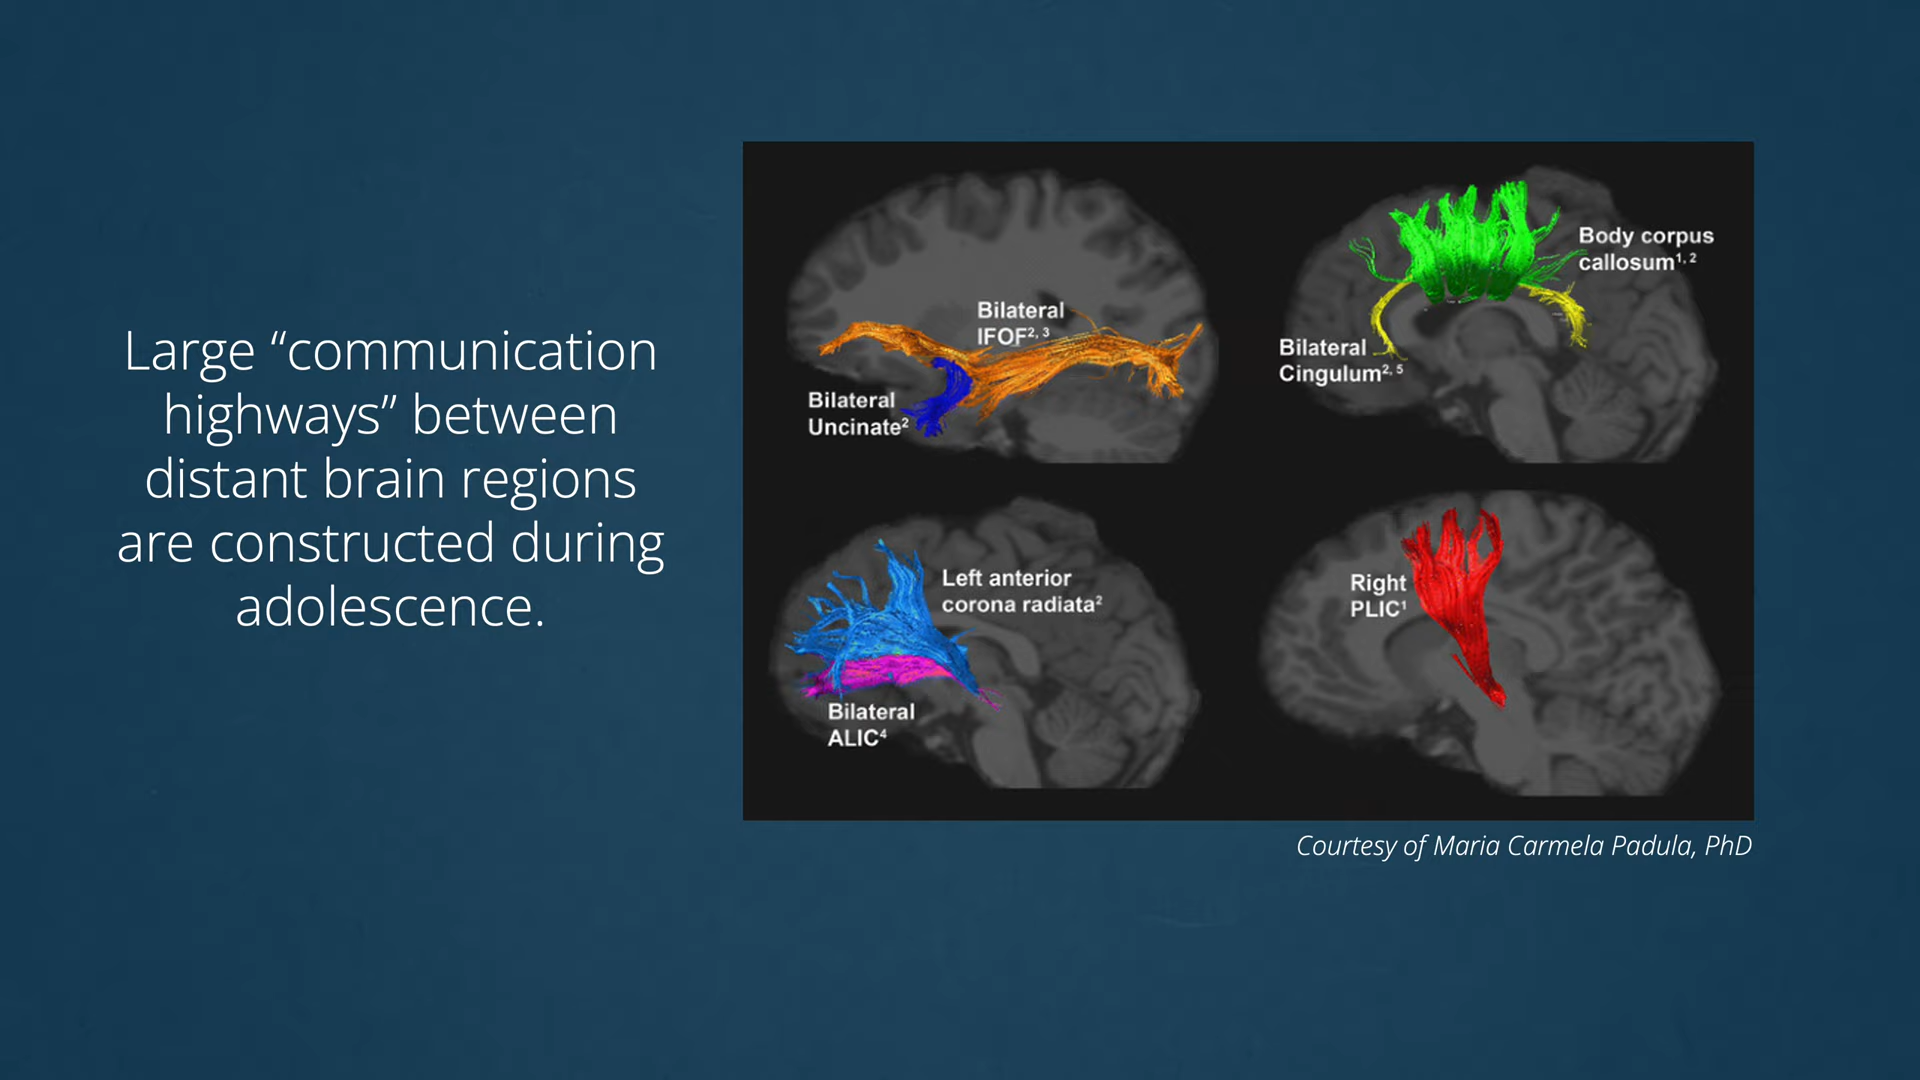 Large “communication
highways” between
distant brain regions
are constructed during
adolescence.
Bilateral
IFOF2, 3
Bilateral
Uncinate2
Body corpus
callosum1, 2
Bilateral
Cingulum2, 5
Left anterior
corona radiata2
Bilateral
ALIC4
Right
PLIC1
Courtesy of Maria Carmela Padula, PhD